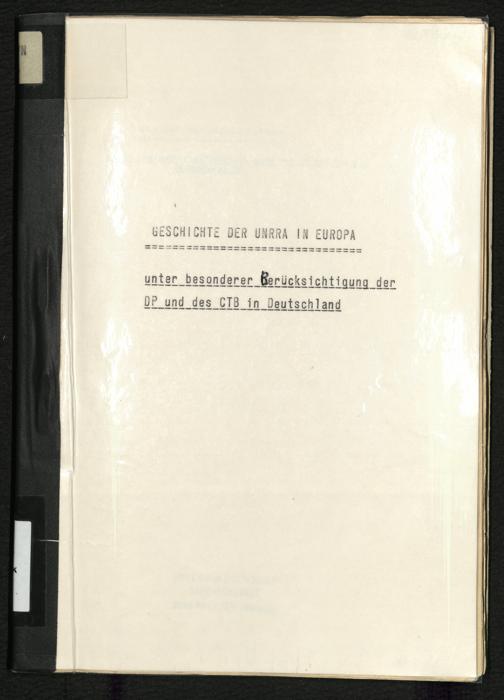 GESCHICHTE DER UNRRA IN EUROPA
unter besonderer Berücksichtigung der
DP und des CTB in Deutschland